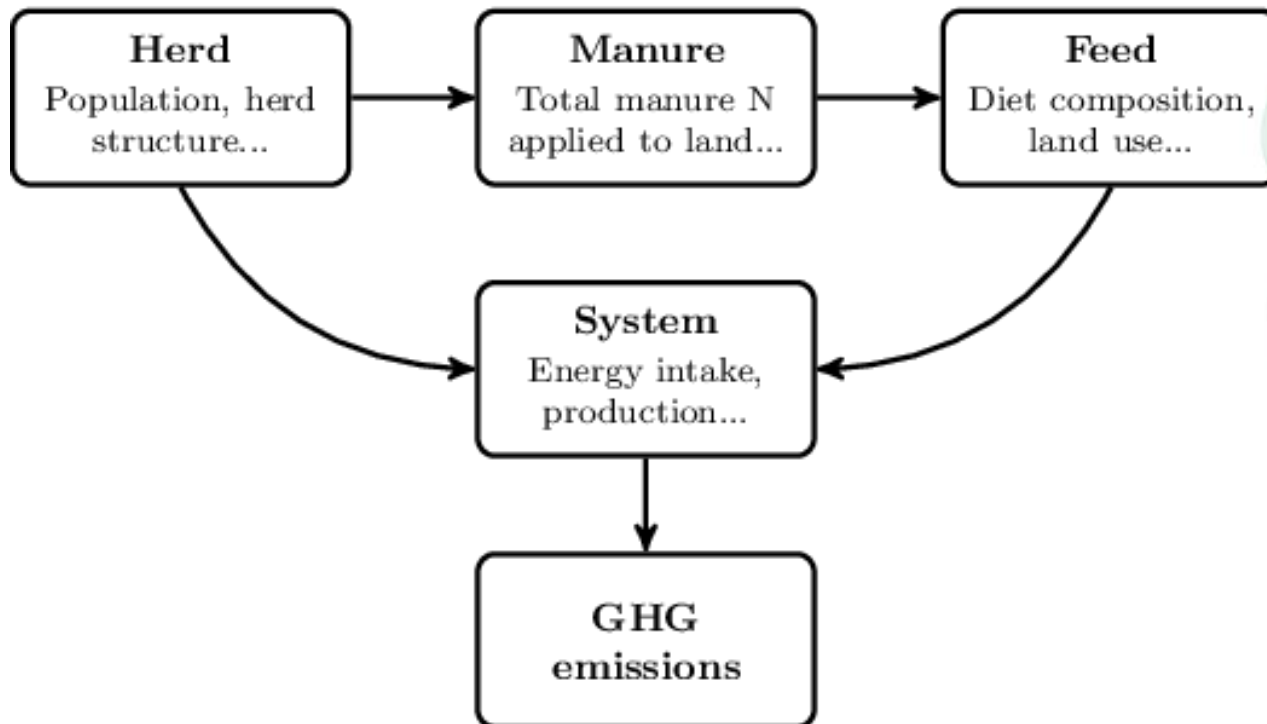 Herd
Population, herd
structure...
Manure
Total manure N
applied to land...
Feed
Diet composition,
land use...
System
Energy intake,
production...
GHG
emissions